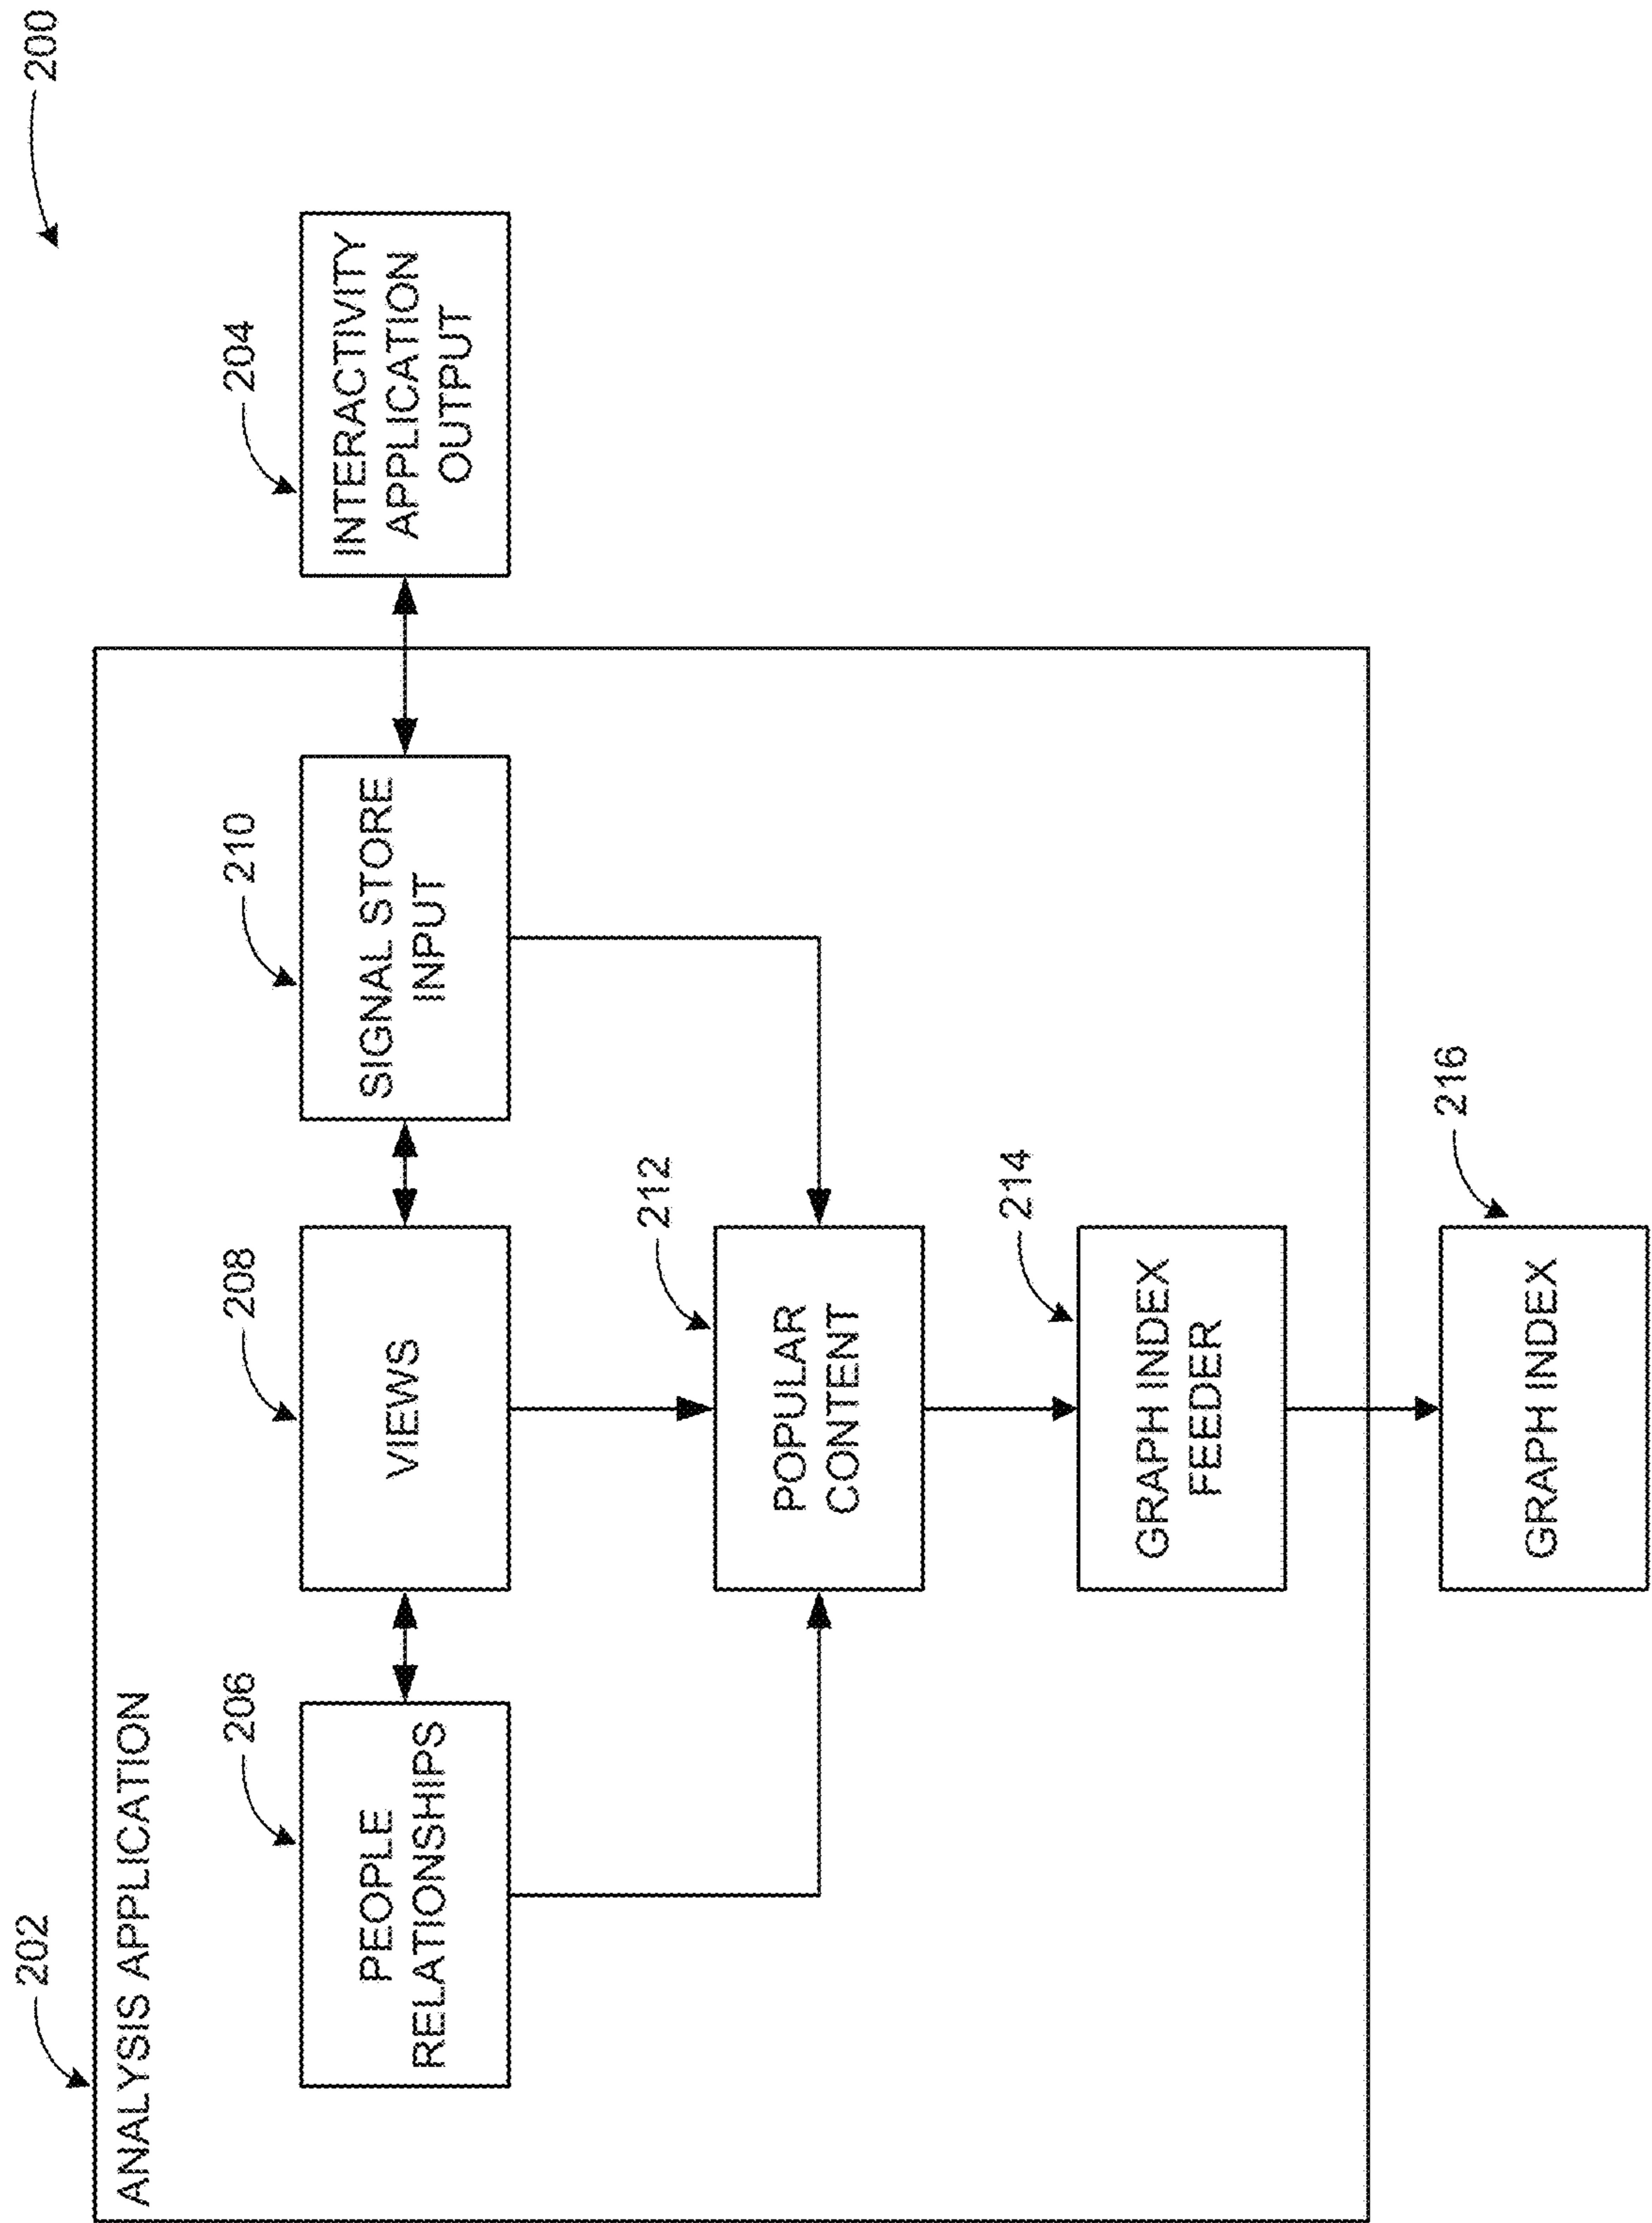 200
202
ANALYSIS APPLICATION
206
PEOPLE
RELATIONSHIPS
208
VIEWS
210
SIGNAL STORE
INPUT
204
INTERACTIVITY
APPLICATION
OUTPUT
212
POPULAR
CONTENT
214
GRAPH INDEX
FEEDER
216
GRAPH INDEX